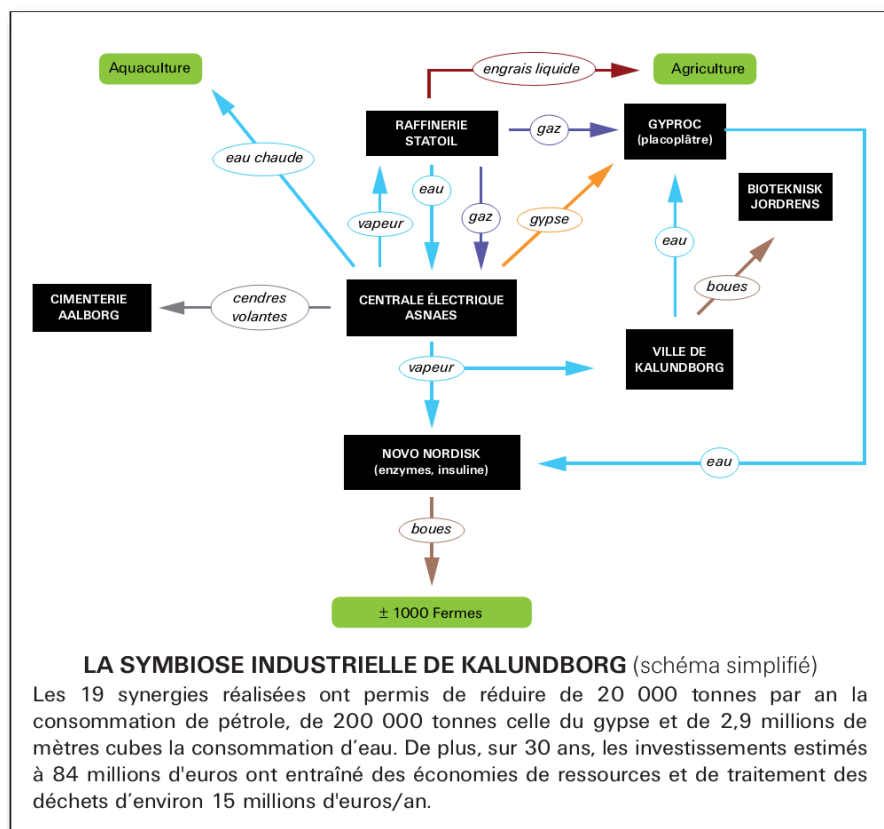 Aquaculture
engrais liquide
Agriculture
RAFFINERIE
STATOIL
gaz
GYPROC
(placoplâtre)
eau chaude
vapeur
eau
gaz
gypse
eau
BIOTEKNISK
JORDRENS
boues
CIMENTERIE
AALBORG
cendres
volantes
CENTRALE ÉLECTRIQUE
ASNAES
vapeur
VILLE DE
KALUNDBORG
NOVO NORDISK
(enzymes, insuline)
eau
boues
± 1000 Fermes
LA SYMBIOSE INDUSTRIELLE DE KALUNDBORG (schéma simplifié)
Les 19 synergies réalisées ont permis de réduire de 20 000 tonnes par an la
consommation de pétrole, de 200 000 tonnes celle du gypse et de 2,9 millions de
mètres cubes la consommation d'eau. De plus, sur 30 ans, les investissements estimés
à 84 millions d'euros ont entraîné des économies de ressources et de traitement des
déchets d'environ 15 millions d'euros/an.